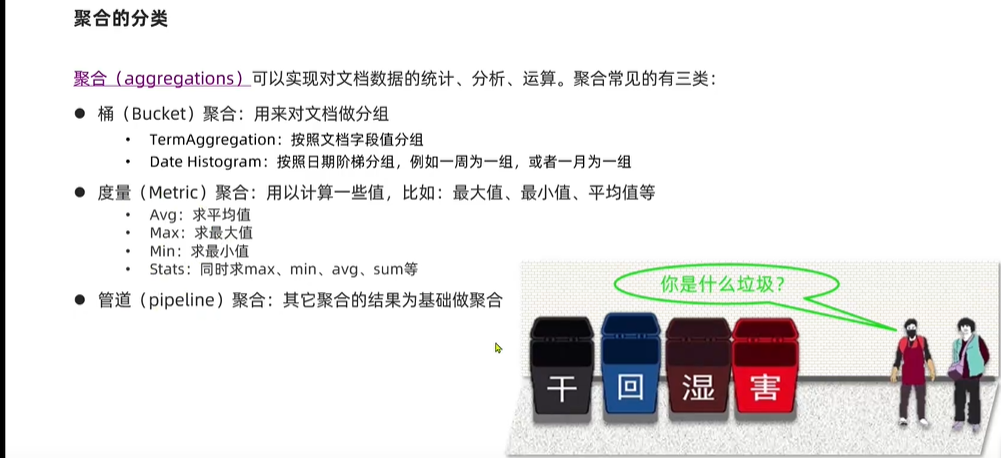 聚合的分类
聚合（aggregations）可以实现对文档数据的统计、分析、运算。聚合常见的有三类：
● 桶（Bucket）聚合：用来对文档做分组
• TermAggregation：按照文档字段值分组
• Date Histogram：按照日期阶梯分组，例如一周为一组，或者一月为一组
● 度量（Metric）聚合：用以计算一些值，比如：最大值、最小值、平均值等
• Avg：求平均值
• Max：求最大值
• Min：求最小值
• Stats：同时求max、min、avg、sum等
● 管道（pipeline）聚合：其它聚合的结果为基础做聚合
你是什么垃圾？
干 回 湿 害